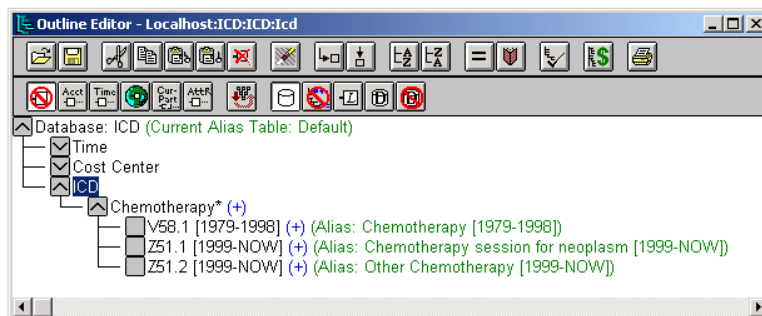 Outline Editor - Localhost:ICD:ICD:Icd
A Z
Z A
$
Acct Time Cur-Part AttR
Database: ICD (Current Alias Table: Default)
Time
Cost Center
ICD
Chemotherapy* (+)
V58.1 [1979-1998] (+) (Alias: Chemotherapy [1979-1998])
Z51.1 [1999-NOW] (+) (Alias: Chemotherapy session for neoplasm [1999-NOW])
Z51.2 [1999-NOW] (+) (Alias: Other Chemotherapy [1999-NOW])